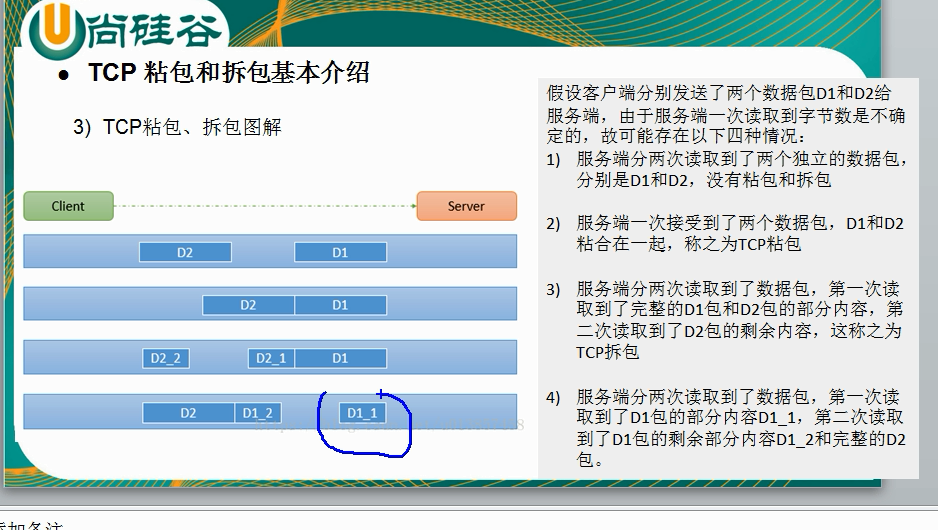 尚硅谷
● TCP 粘包和拆包基本介绍
3) TCP粘包、拆包图解
Client
Server
D2 D1
D2 D1
D2_2 D2_1 D1
D2 D1_2 D1_1
假设客户端分别发送了两个数据包D1和D2给
服务端，由于服务端一次读取到字节数是不确
定的，故可能存在以下四种情况：
1) 服务端分两次读取到了两个独立的数据包，
分别是D1和D2，没有粘包和拆包
2) 服务端一次接受到了两个数据包，D1和D2
粘合在一起，称之为TCP粘包
3) 服务端分两次读取到了数据包，第一次读
取到了完整的D1包和D2包的部分内容，第
二次读取到了D2包的剩余内容，这称之为
TCP拆包
4) 服务端分两次读取到了数据包，第一次读
取到了D1包的部分内容D1_1，第二次读取
到了D1包的剩余部分内容D1_2和完整的D2
包。
添加备注